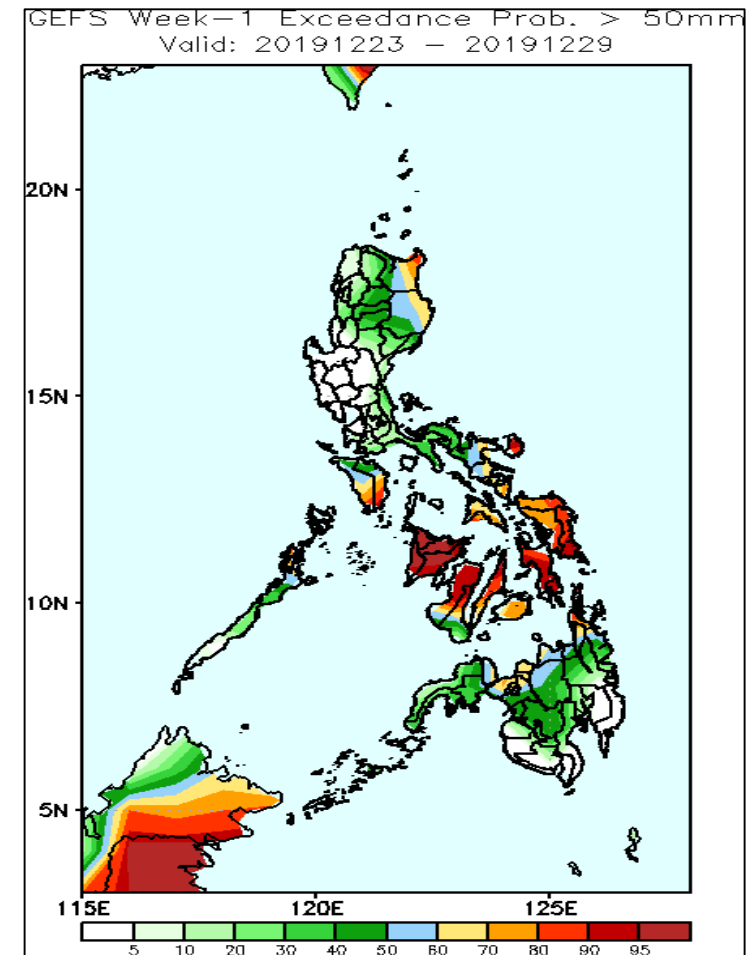 GEFS Week-1 Exceedance Prob. > 50mm
Valid: 20191223 - 20191229
20N
15N
10N
5N
115E 120E 125E
5 10 20 30 40 50 60 70 80 90 95